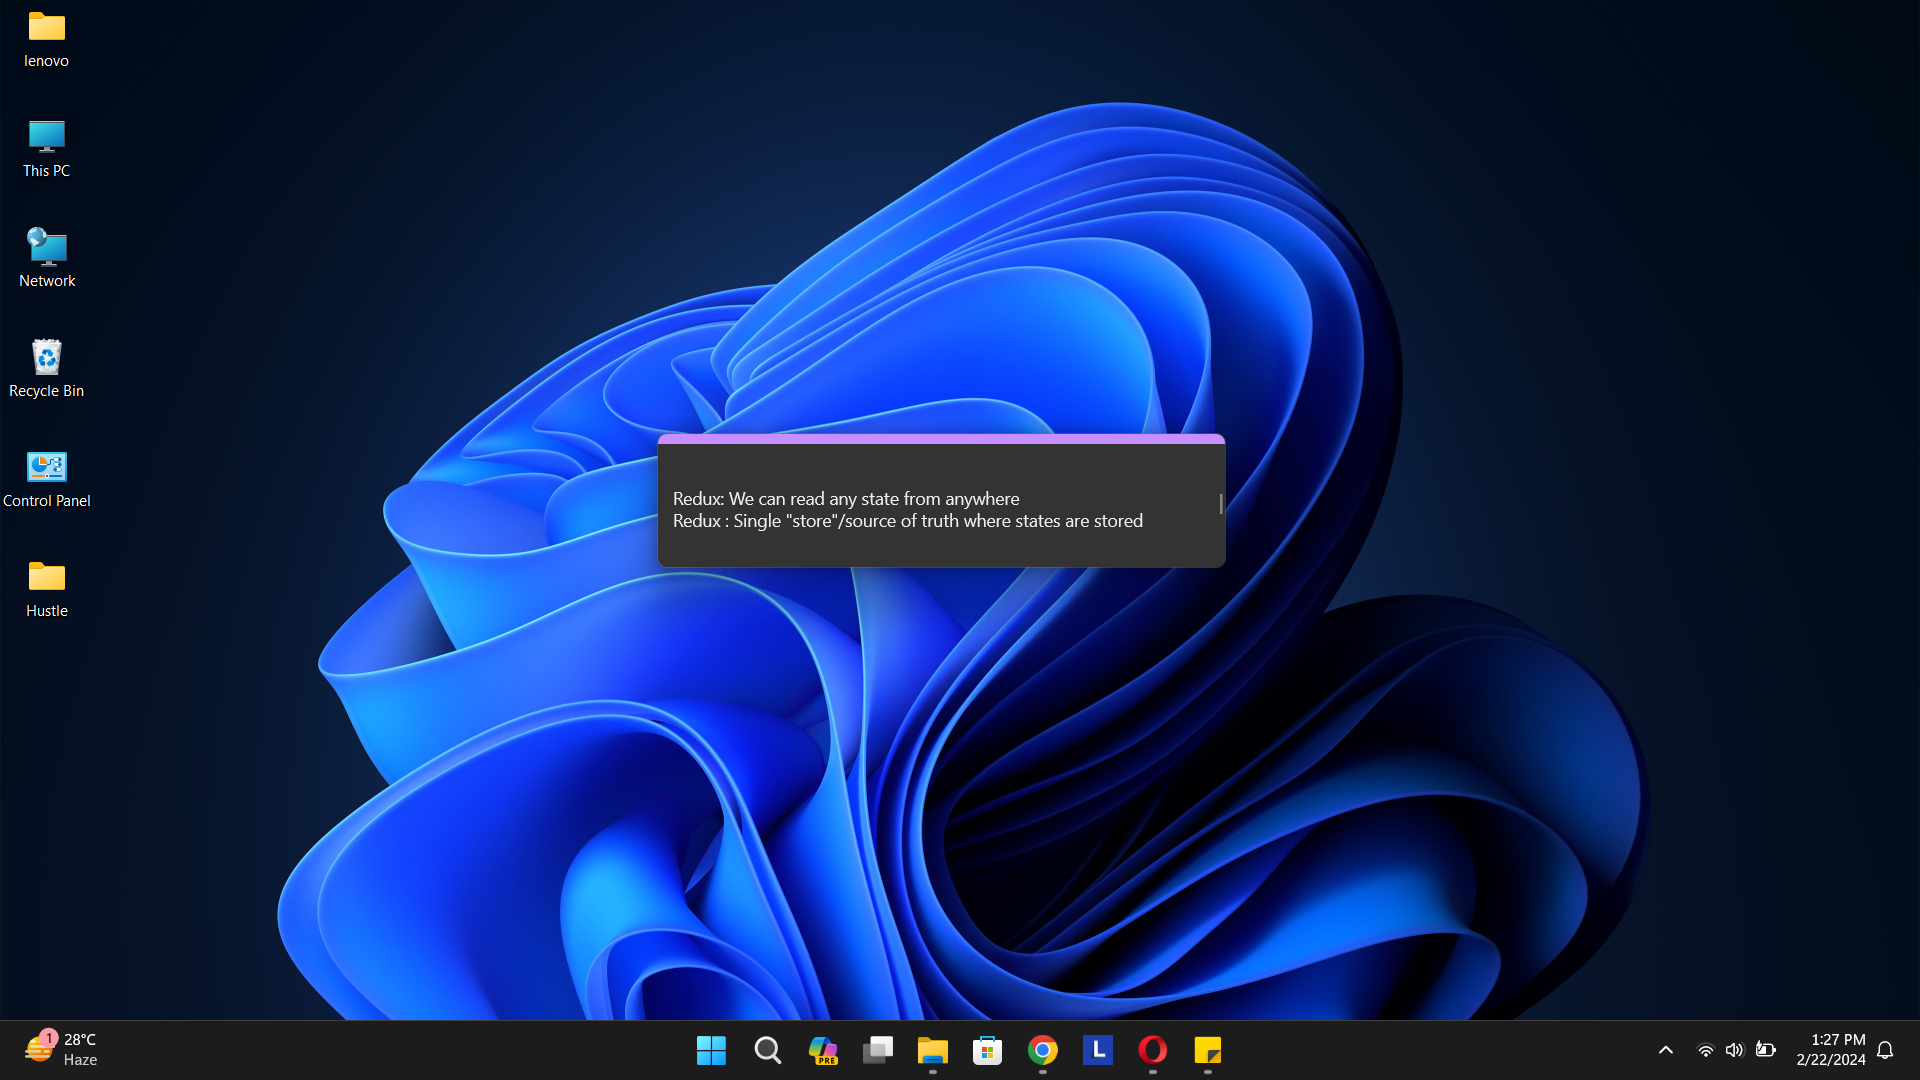 lenovo
This PC
Network
Recycle Bin
Control Panel
Hustle
Redux: We can read any state from anywhere
Redux : Single "store"/source of truth where states are stored
1
28°C
Haze
PRE
L
1:27 PM
2/22/2024